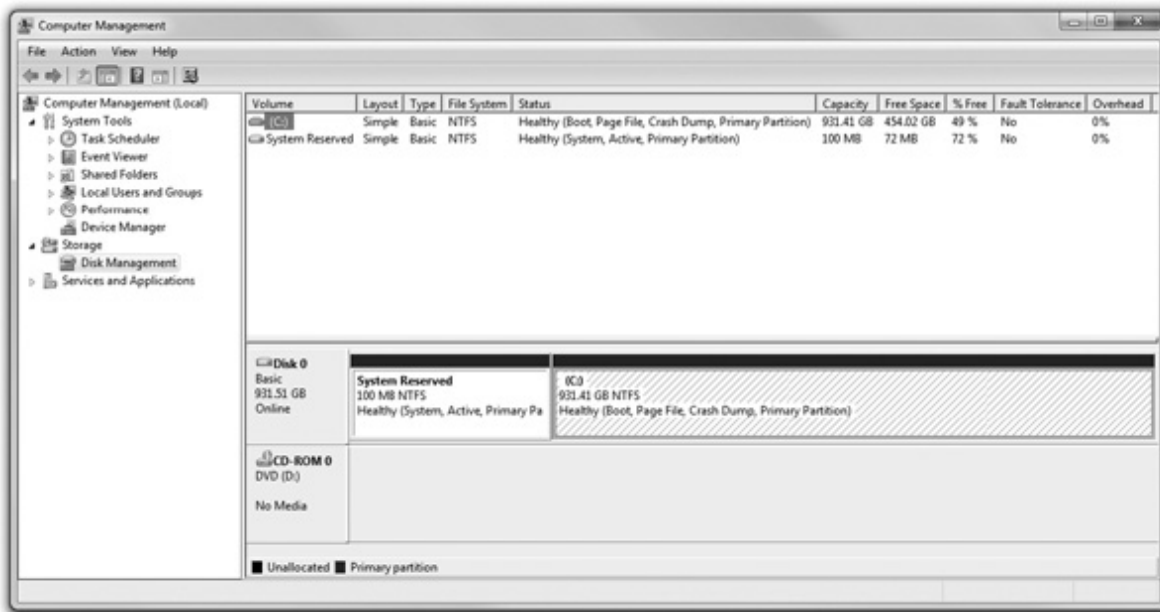 Computer Management
File Action View Help
Computer Management (Local)
System Tools
Task Scheduler
Event Viewer
Shared Folders
Local Users and Groups
Performance
Device Manager
Storage
Disk Management
Services and Applications
Volume Layout Type File System Status Capacity Free Space % Free Fault Tolerance Overhead
(C:) Simple Basic NTFS Healthy (Boot, Page File, Crash Dump, Primary Partition) 931.41 GB 454.02 GB 49 % No 0%
System Reserved Simple Basic NTFS Healthy (System, Active, Primary Partition) 100 MB 72 MB 72 % No 0%
Disk 0
Basic
931.51 GB
Online
System Reserved
100 MB NTFS
Healthy (System, Active, Primary Pa
(C:)
931.41 GB NTFS
Healthy (Boot, Page File, Crash Dump, Primary Partition)
CD-ROM 0
DVD (D:)
No Media
Unallocated Primary partition